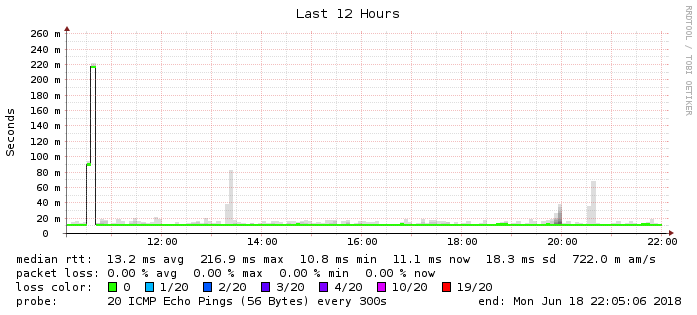 Last 12 Hours
RRDTOOL / TOBI OETIKER
Seconds
260 m
240 m
220 m
200 m
180 m
160 m
140 m
120 m
100 m
80 m
60 m
40 m
20 m
0
12:00 14:00 16:00 18:00 20:00 22:00
median rtt: 13.2 ms avg 216.9 ms max 10.8 ms min 11.1 ms now 18.3 ms sd 722.0 m am/s
packet loss: 0.00 % avg 0.00 % max 0.00 % min 0.00 % now
loss color: 0 1/20 2/20 3/20 4/20 10/20 19/20
probe: 20 ICMP Echo Pings (56 Bytes) every 300s end: Mon Jun 18 22:05:06 2018